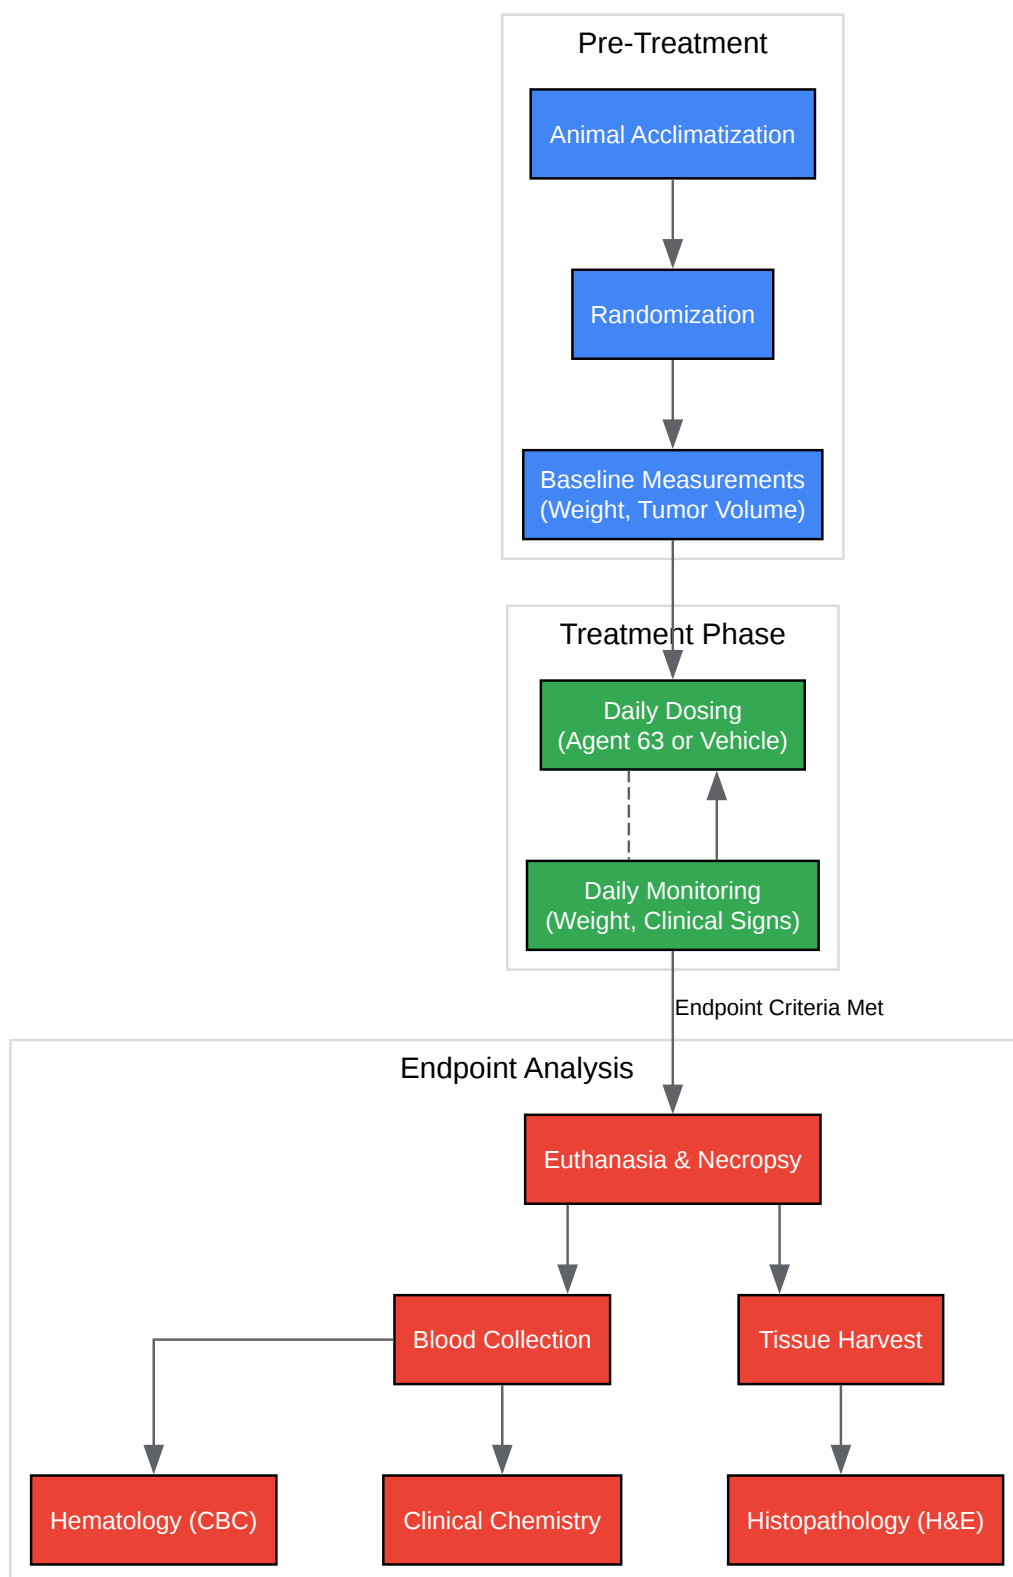 Pre-Treatment
Animal Acclimatization
Randomization
Baseline Measurements
(Weight, Tumor Volume)
Treatment Phase
Daily Dosing
(Agent 63 or Vehicle)
Daily Monitoring
(Weight, Clinical Signs)
Endpoint Criteria Met
Endpoint Analysis
Euthanasia & Necropsy
Blood Collection
Tissue Harvest
Hematology (CBC)
Clinical Chemistry
Histopathology (H&E)